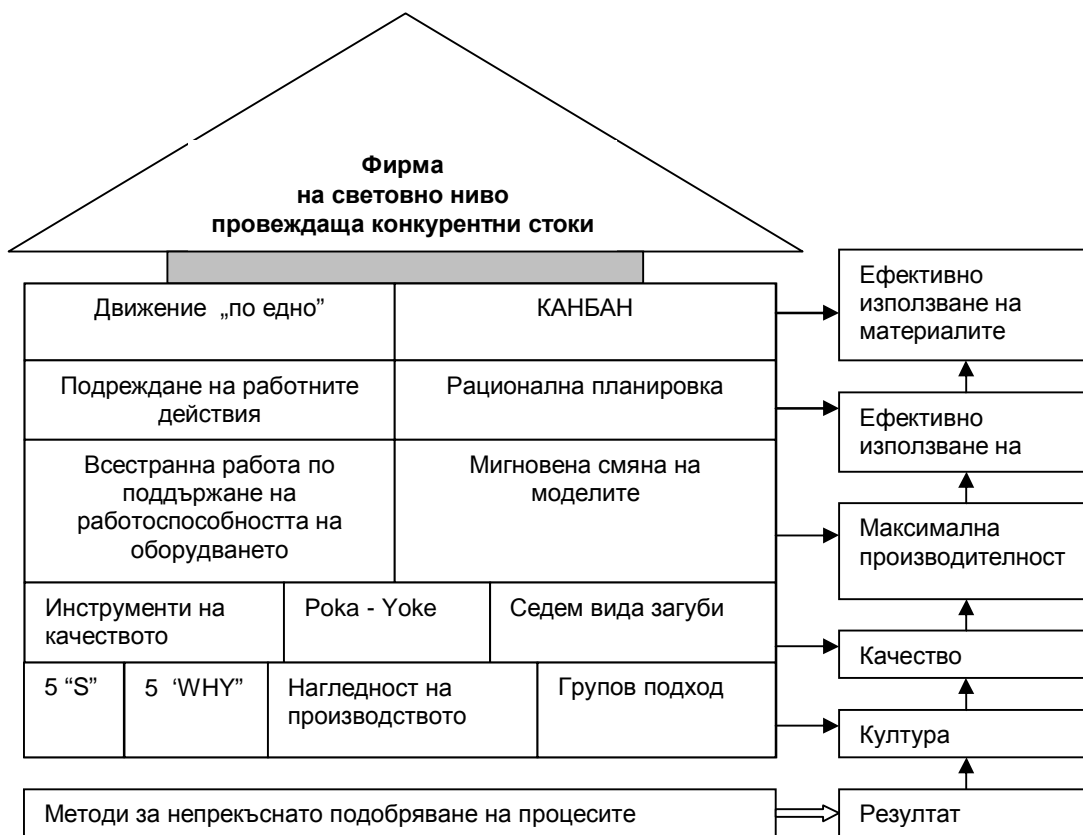 Фирма
на световно ниво
провеждаща конкурентни стоки
Движение „по едно”
КАНБАН
Ефективно
използване на
материалите
Подреждане на работните
действия
Рационална планировка
Ефективно
използване на
Всестранна работа по
поддържане на
работоспособността на
оборудването
Мигновена смяна на
моделите
Максимална
производителност
Инструменти на
качеството
Poka - Yoke
Седем вида загуби
Качество
5 “S”
5 ‘WHY”
Нагледност на
производството
Групов подход
Култура
Методи за непрекъснато подобряване на процесите
Резултат